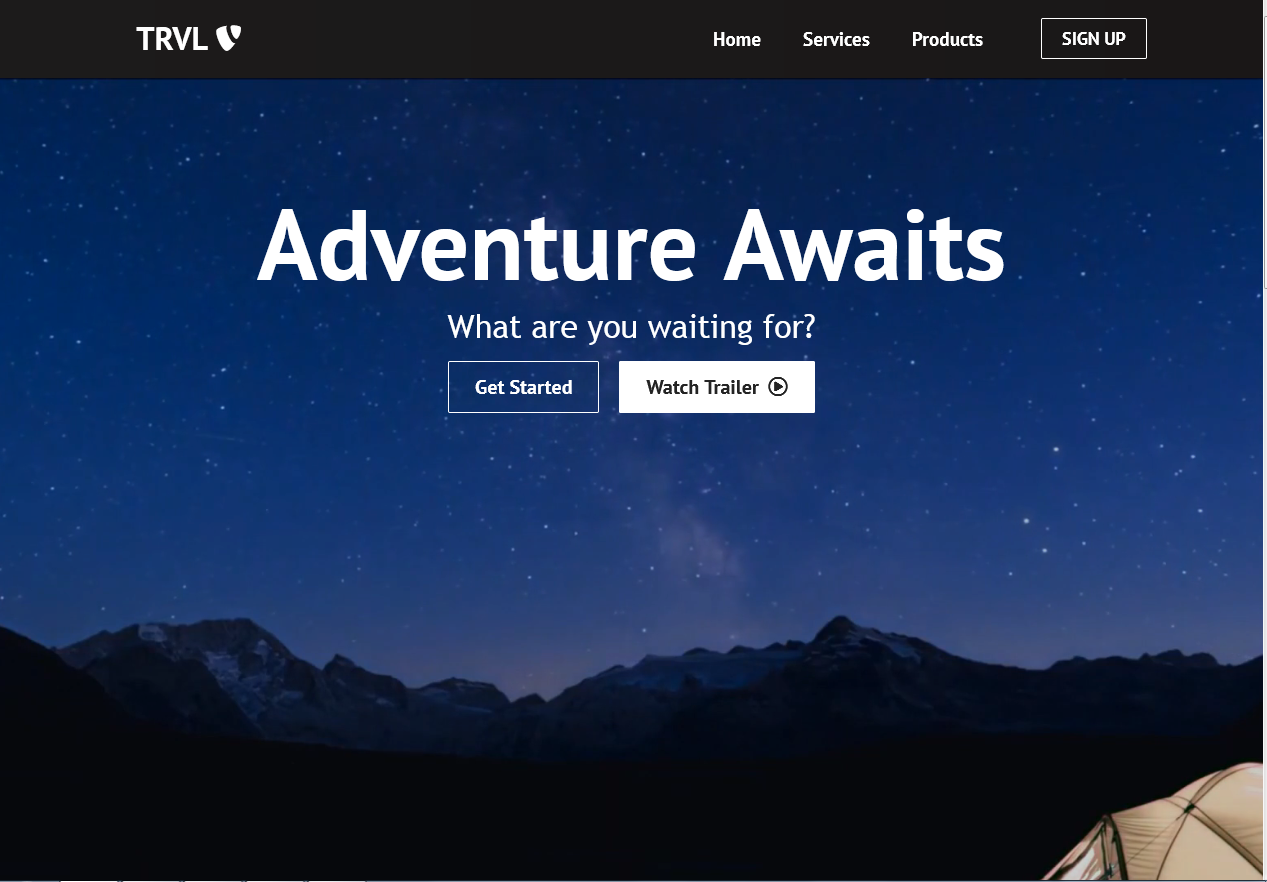 TRVL
Home Services Products SIGN UP
Adventure Awaits
What are you waiting for?
Get Started Watch Trailer